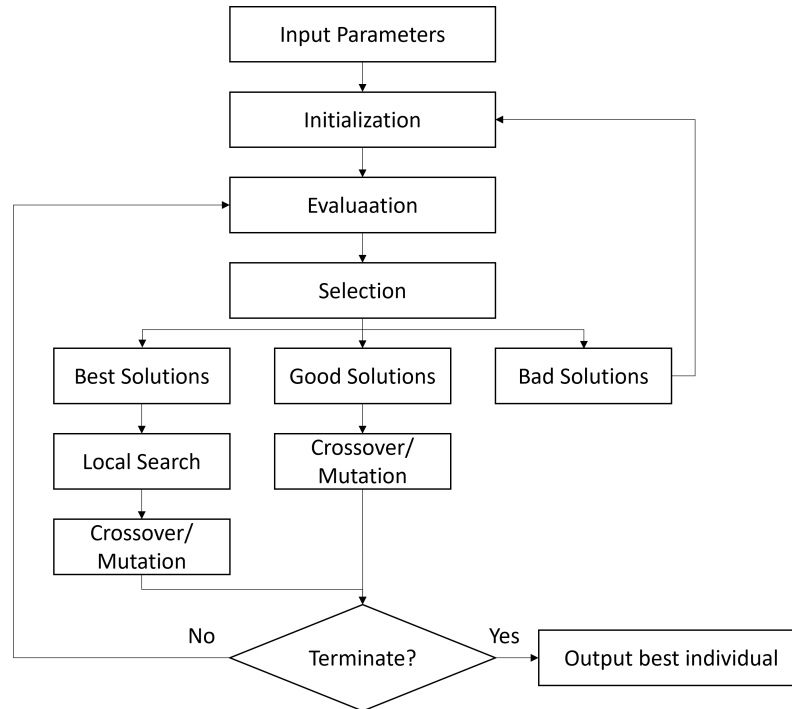 Input Parameters
Initialization
Evaluaation
Selection
Best Solutions
Good Solutions
Bad Solutions
Local Search
Crossover/
Mutation
Crossover/
Mutation
No
Yes
Terminate?
Output best individual